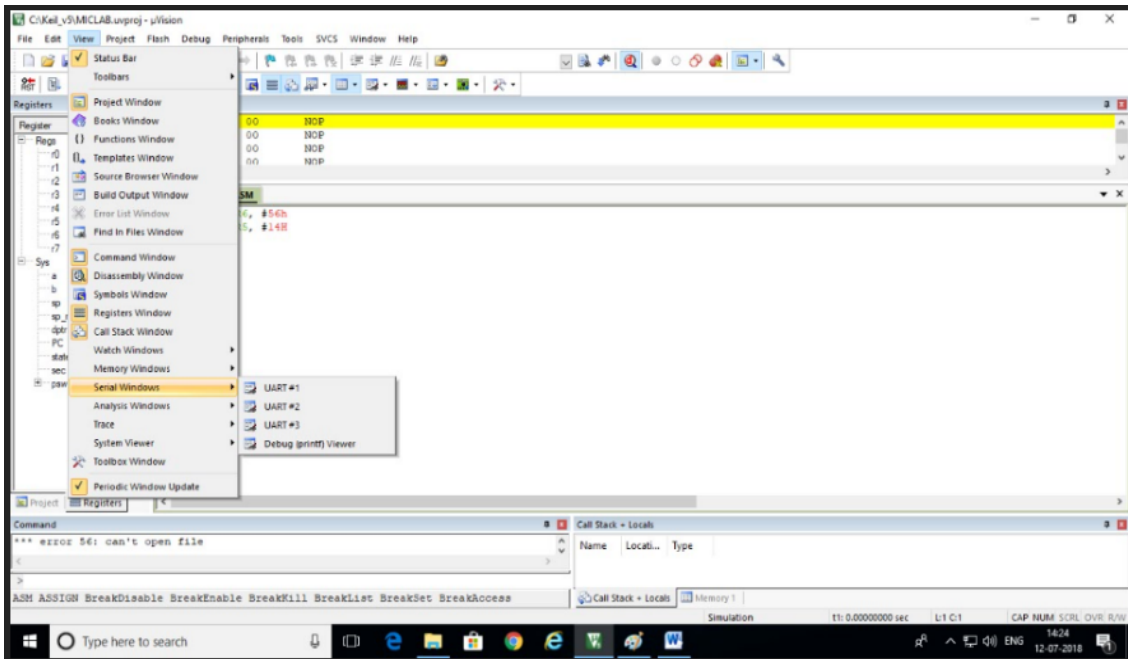 C:\Keil_v5\MICLAB.uvproj - µVision
File Edit View Project Flash Debug Peripherals Tools SVCS Window Help
Status Bar
Toolbars
Registers
Project Window
Register
Books Window
00 NOP
Regs
Functions Window
00 NOP
r0
Templates Window
00 NOP
r1
00 NOP
r2
Source Browser Window
r3
Build Output Window
SM
r4
Error List Window
6, #56h
r5
5, #14H
r6
Find In Files Window
r7
Sys
Command Window
a
Disassembly Window
b
Symbols Window
sp
Registers Window
sp_
dptr
Call Stack Window
PC
Watch Windows
state
Memory Windows
sec
psw
Serial Windows
UART #1
Analysis Windows
UART #2
Trace
UART #3
System Viewer
Debug (printf) Viewer
Toolbox Window
Periodic Window Update
Project Registers
Command
Call Stack + Locals
*** error 56: can't open file
Name Locati... Type
>
ASM ASSIGN BreakDisable BreakEnable BreakKill BreakList BreakSet BreakAccess
Call Stack + Locals Memory 1
Simulation t1: 0.00000000 sec L:1 C:1 CAP NUM SCRL OVR R/W
Type here to search
ENG
14:24
12-07-2018